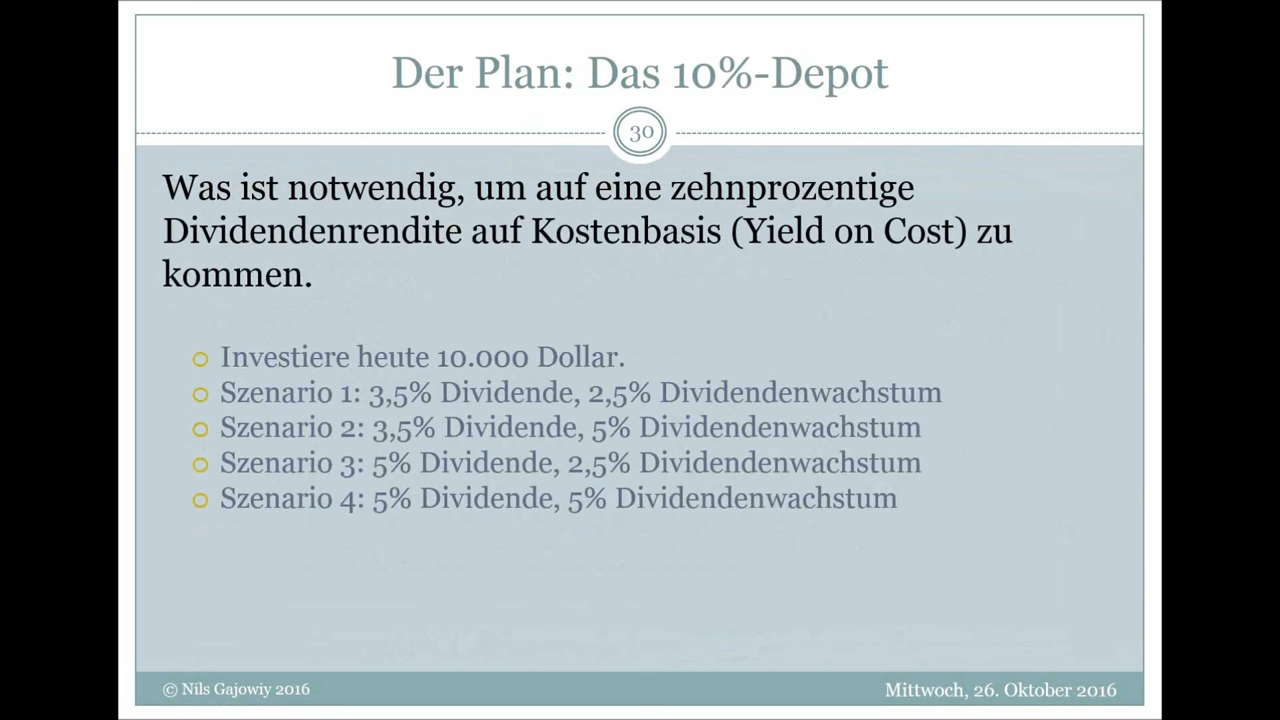 Der Plan: Das 10%-Depot
30
Was ist notwendig, um auf eine zehnprozentige
Dividendenrendite auf Kostenbasis (Yield on Cost) zu
kommen.
Investiere heute 10.000 Dollar.
Szenario 1: 3,5% Dividende, 2,5% Dividendenwachstum
Szenario 2: 3,5% Dividende, 5% Dividendenwachstum
Szenario 3: 5% Dividende, 2,5% Dividendenwachstum
Szenario 4: 5% Dividende, 5% Dividendenwachstum
© Nils Gajowiy 2016
Mittwoch, 26. Oktober 2016